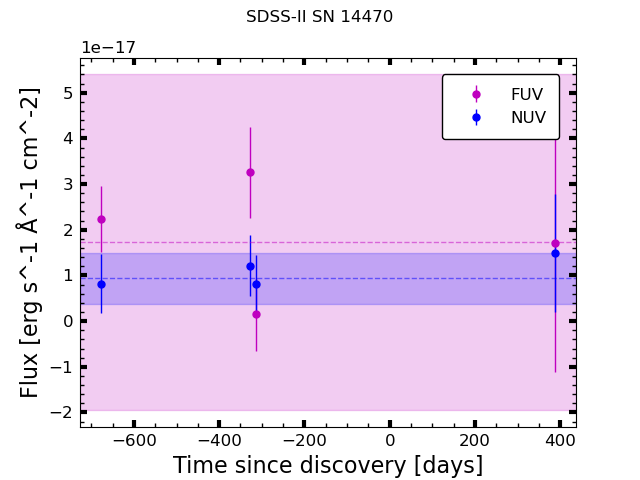 SDSS-II SN 14470
1e−17
FUV
NUV
5
4
3
2
1
0
−1
−2
Flux [erg s^-1 Å^-1 cm^-2]
−600
−400
−200
0
200
400
Time since discovery [days]